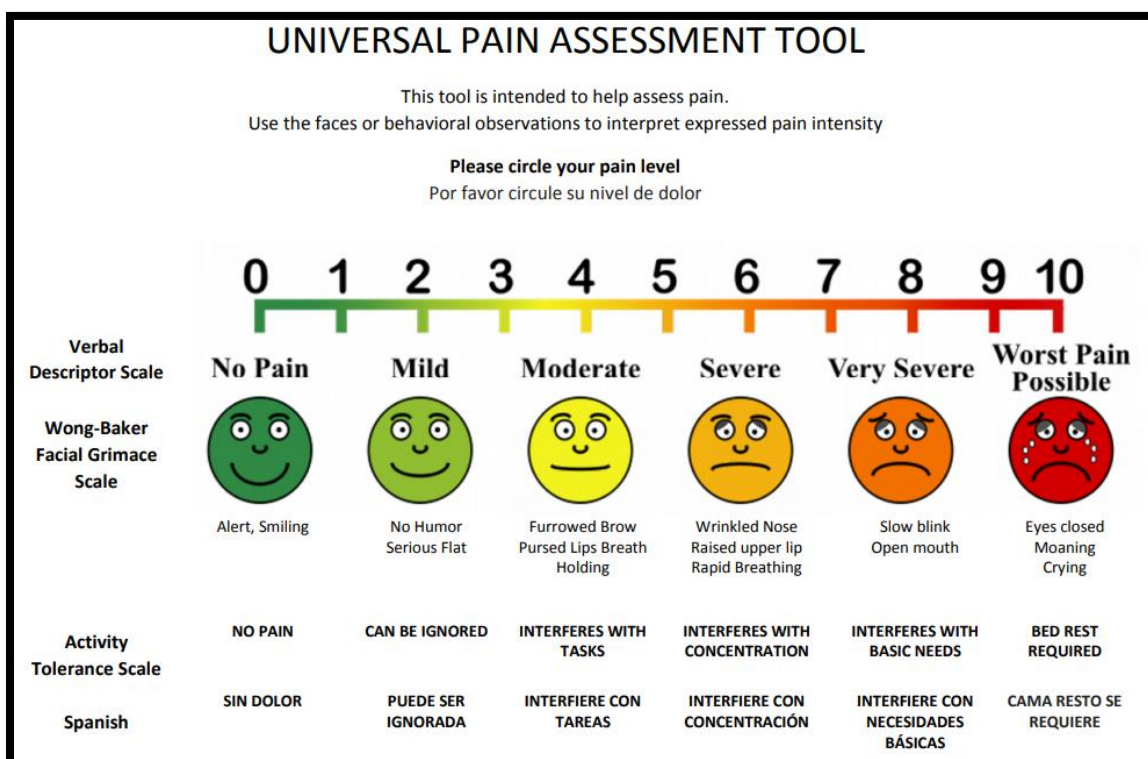 UNIVERSAL PAIN ASSESSMENT TOOL
This tool is intended to help assess pain.
Use the faces or behavioral observations to interpret expressed pain intensity
Please circle your pain level
Por favor circule su nivel de dolor
0 1 2 3 4 5 6 7 8 9 10
Verbal
Descriptor Scale
No Pain
Mild
Moderate
Severe
Very Severe
Worst Pain
Possible
Wong-Baker
Facial Grimace
Scale
Alert, Smiling
No Humor
Serious Flat
Furrowed Brow
Pursed Lips Breath
Holding
Wrinkled Nose
Raised upper lip
Rapid Breathing
Slow blink
Open mouth
Eyes closed
Moaning
Crying
Activity
Tolerance Scale
NO PAIN
CAN BE IGNORED
INTERFERES WITH
TASKS
INTERFERES WITH
CONCENTRATION
INTERFERES WITH
BASIC NEEDS
BED REST
REQUIRED
Spanish
SIN DOLOR
PUEDE SER
IGNORADA
INTERFIERE CON
TAREAS
INTERFIERE CON
CONCENTRACIÓN
INTERFIERE CON
NECESIDADES
BÁSICAS
CAMA RESTO SE
REQUIERE